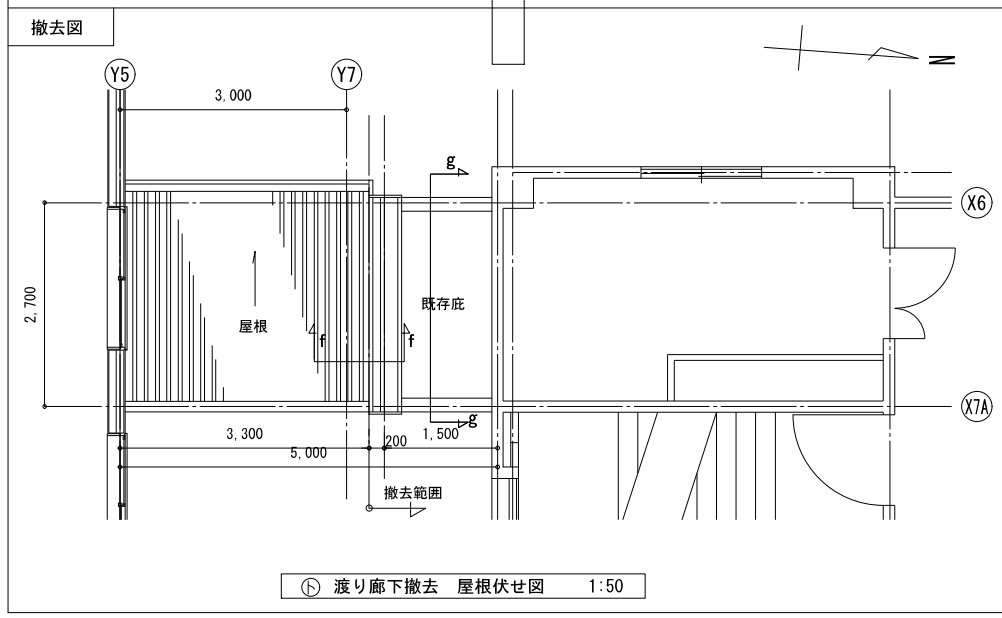 撤去図
Y5
Y7
3,000
N
g
X6
既存庇
2,700
屋根
f
f
X7A
g
3,300
200
1,500
5,000
撤去範囲
ト 渡り廊下撤去 屋根伏せ図 1:50